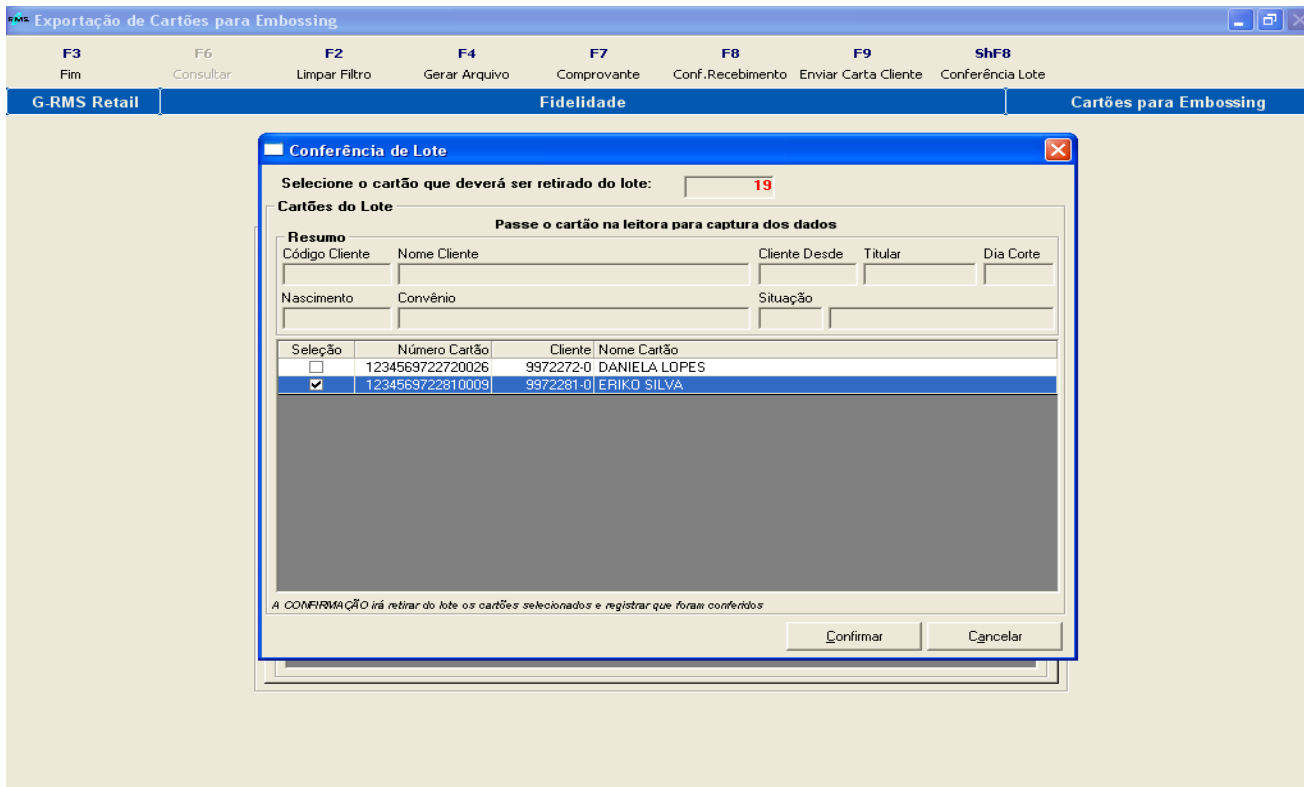 RMS Exportação de Cartões para Embossing
F3 F6 F2 F4 F7 F8 F9 ShF8
Fim Consultar Limpar Filtro Gerar Arquivo Comprovante Conf.Recebimento Enviar Carta Cliente Conferência Lote
G-RMS Retail Fidelidade Cartões para Embossing
Conferência de Lote
Selecione o cartão que deverá ser retirado do lote: 19
Cartões do Lote
Passe o cartão na leitora para captura dos dados
Resumo
Código Cliente Nome Cliente Cliente Desde Titular Dia Corte
Nascimento Convênio Situação
Seleção Número Cartão Cliente Nome Cartão
1234569722720026 9972272-0 DANIELA LOPES
1234569722810009 9972281-0 ERIKO SILVA
A CONFIRMAÇÃO irá retirar do lote os cartões selecionados e registrar que foram conferidos
Confirmar Cancelar